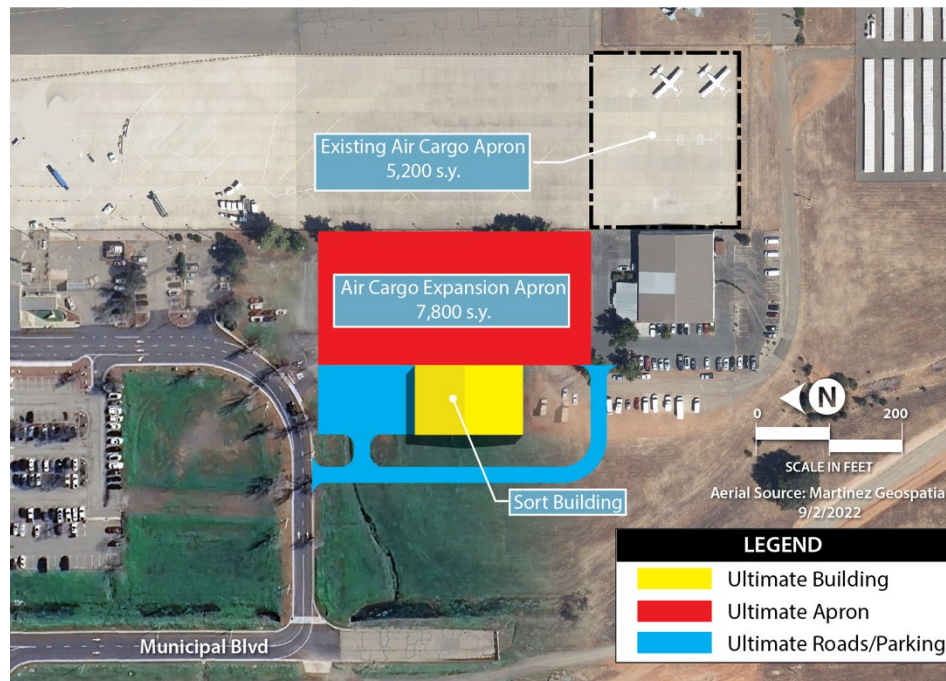 Existing Air Cargo Apron
5,200 s.y.
Air Cargo Expansion Apron
7,800 s.y.
N
0 200
SCALE IN FEET
Aerial Source: Martinez Geospatia
9/2/2022
Sort Building
LEGEND
Ultimate Building
Ultimate Apron
Ultimate Roads/Parking
Municipal Blvd